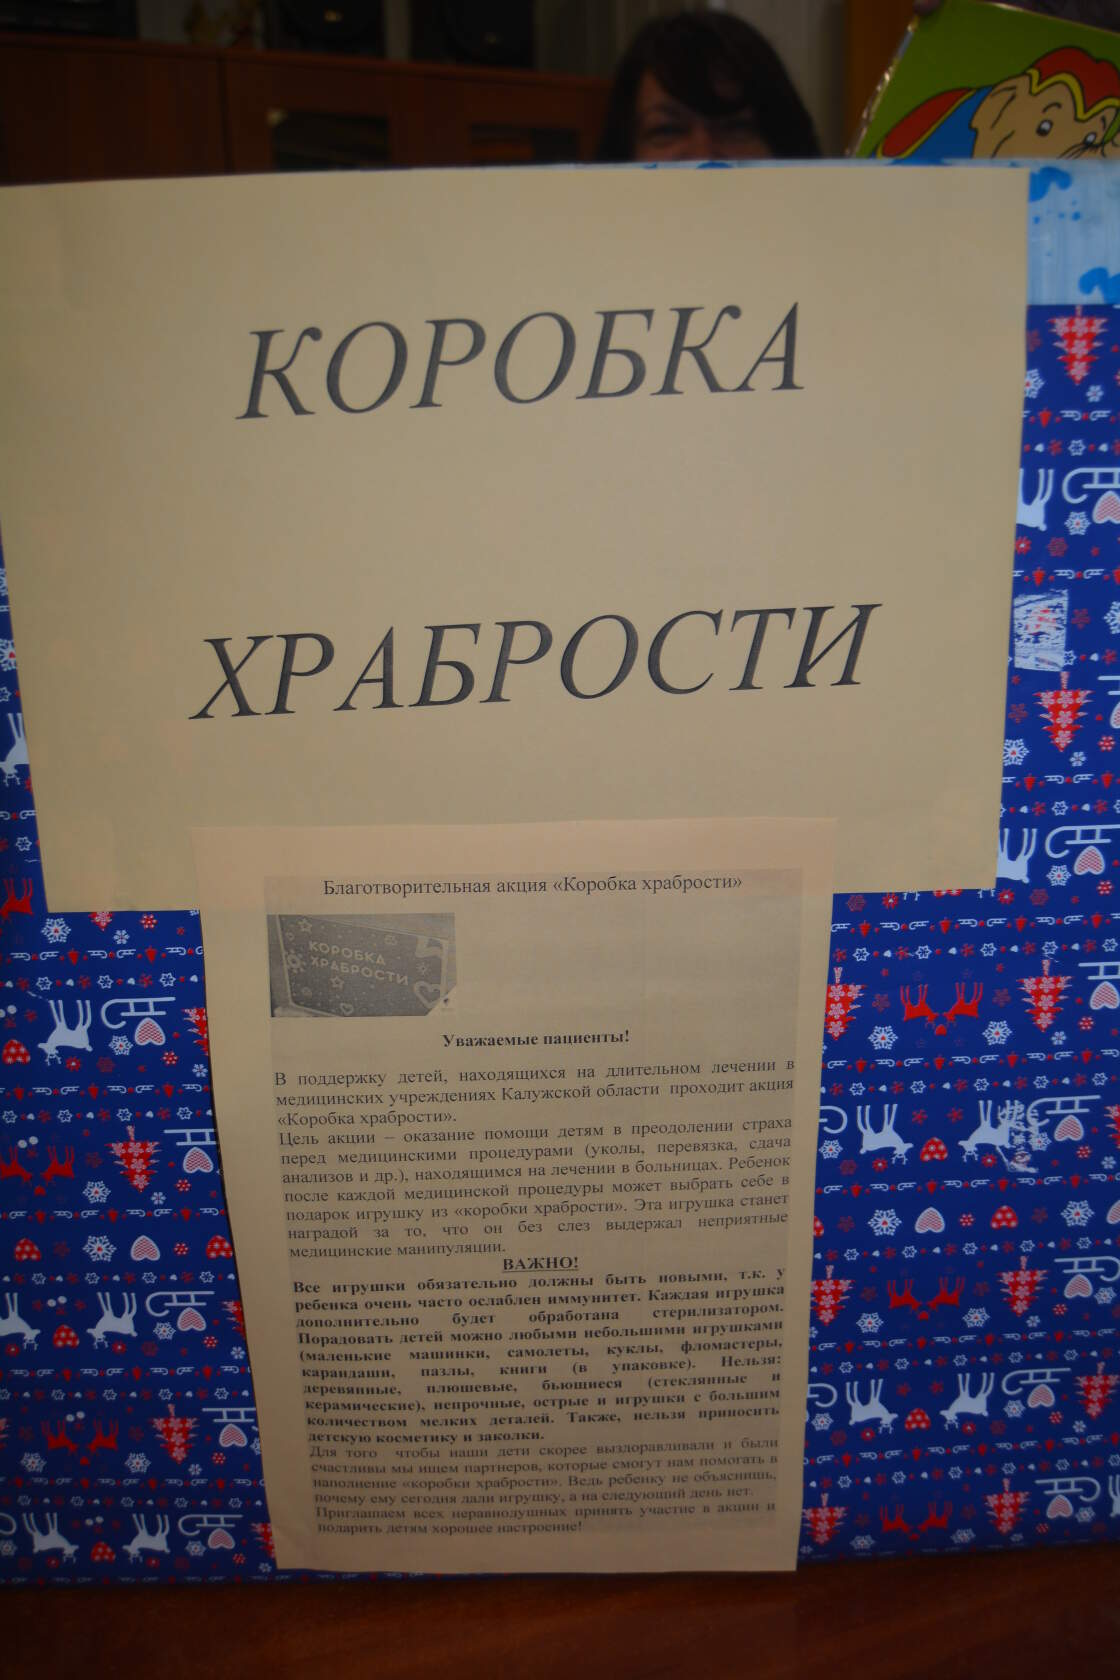 КОРОБКА
ХРАБРОСТИ
Благотворительная акция «Коробка храбрости»
КОРОБКА
ХРАБРОСТИ
Уважаемые пациенты!
В поддержку детей, находящихся на длительном лечении в
медицинских учреждениях Калужской области проходит акция
«Коробка храбрости».
Цель акции – оказание помощи детям в преодолении страха
перед медицинскими процедурами (уколы, перевязка, сдача
анализов и др.), находящимся на лечении в больницах. Ребенок
после каждой медицинской процедуры может выбрать себе в
подарок игрушку из «коробки храбрости». Эта игрушка станет
наградой за то, что он без слез выдержал неприятные
медицинские манипуляции.
ВАЖНО!
Все игрушки обязательно должны быть новыми, т.к. у
ребенка очень часто ослаблен иммунитет. Каждая игрушка
дополнительно будет обработана стерилизатором.
Порадовать детей можно любыми небольшими игрушками
(маленькие машинки, самолеты, куклы, фломастеры,
карандаши, пазлы, книги (в упаковке). Нельзя:
деревянные, плюшевые, бьющиеся (стеклянные и
керамические), непрочные, острые и игрушки с большим
количеством мелких деталей. Также, нельзя приносить
детскую косметику и заколки.
Для того чтобы наши дети скорее выздоравливали и были
счастливы мы ищем партнеров, которые смогут нам помогать в
наполнение «коробки храбрости». Ведь ребенку не объяснишь,
почему ему сегодня дали игрушку, а на следующий день нет.
Приглашаем всех неравнодушных принять участие в акции и
подарить детям хорошее настроение!